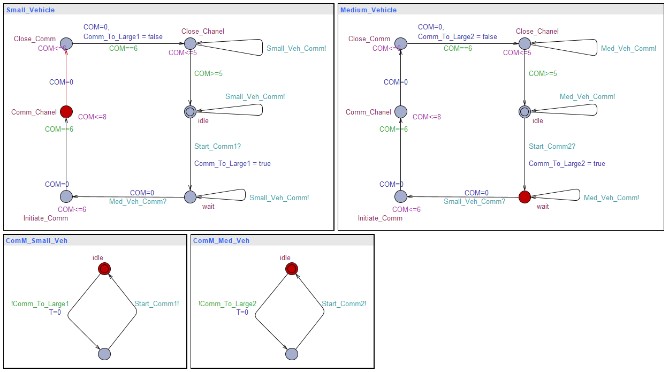 Small_Vehicle
Close_Comm
COM=0,
Comm_To_Large1 = false
Close_Chanel
COM==6
COM<=5
Small_Veh_Comm!
COM=0
COM>=5
Small_Veh_Comm!
Comm_Chanel
COM<=8
COM==6
idle
Start_Comm1?
Comm_To_Large1 = true
COM=0
COM=0
Med_Veh_Comm?
Small_Veh_Comm!
COM<=6
wait
Initiate_Comm
Medium_Vehicle
Close_Comm
COM=0,
Comm_To_Large2 = false
Close_Chanel
COM==6
COM<=5
Med_Veh_Comm!
COM=0
COM>=5
Med_Veh_Comm!
Comm_Chanel
COM<=8
COM==6
idle
Start_Comm2?
Comm_To_Large2 = true
COM=0
COM=0
Small_Veh_Comm?
Med_Veh_Comm!
COM<=6
wait
Initiate_Comm
ComM_Small_Veh
idle
!Comm_To_Large1
Start_Comm1!
T=0
ComM_Med_Veh
idle
!Comm_To_Large2
Start_Comm2!
T=0